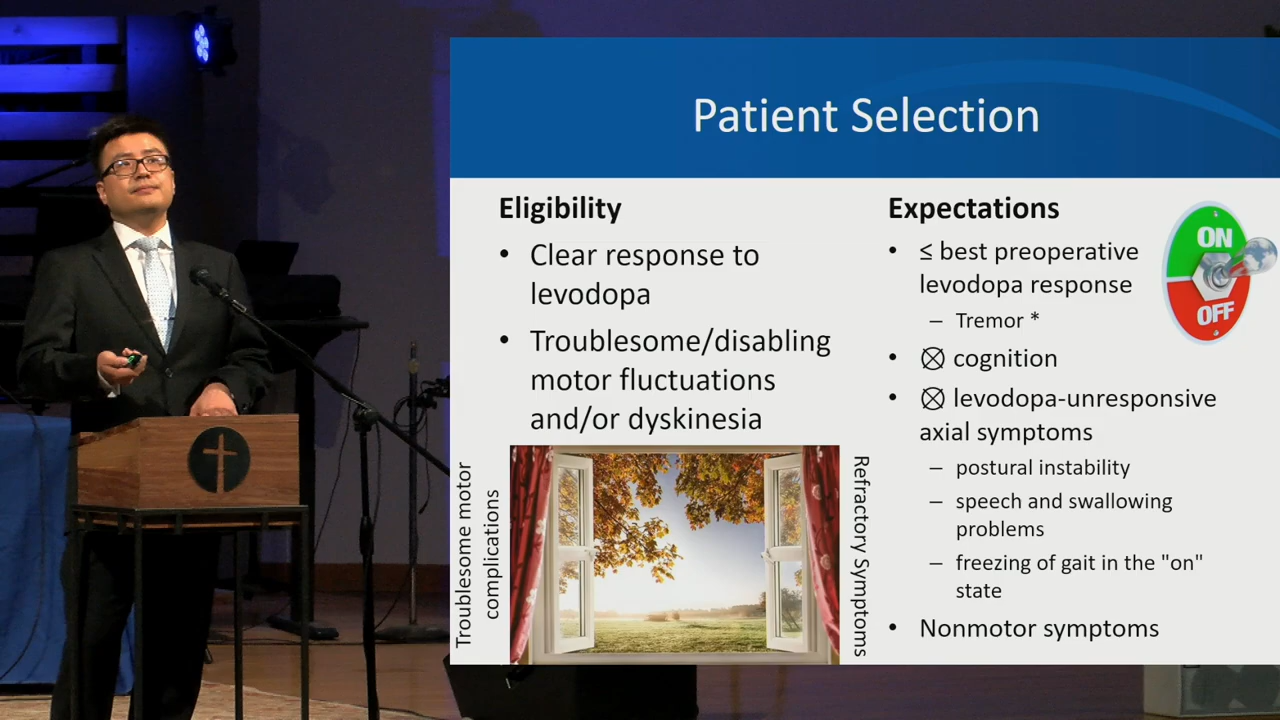 Patient Selection
Eligibility
• Clear response to
levodopa
• Troublesome/disabling
motor fluctuations
and/or dyskinesia
Troublesome motor
complications
Refractory Symptoms
Expectations
• ≤ best preoperative
levodopa response
– Tremor *
• ⮾ cognition
• ⮾ levodopa-unresponsive
axial symptoms
– postural instability
– speech and swallowing
problems
– freezing of gait in the "on"
state
• Nonmotor symptoms
ON
OFF